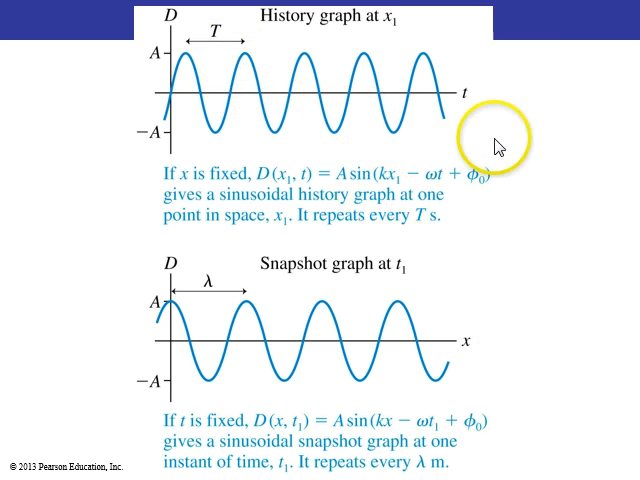 D
History graph at x₁
T
A
t
−A
If x is fixed, D(x₁, t) = A sin(kx₁ − ωt + ϕ₀)
gives a sinusoidal history graph at one
point in space, x₁. It repeats every T s.
D
Snapshot graph at t₁
λ
A
x
−A
If t is fixed, D(x, t₁) = A sin(kx − ωt₁ + ϕ₀)
gives a sinusoidal snapshot graph at one
instant of time, t₁. It repeats every λ m.
© 2013 Pearson Education, Inc.